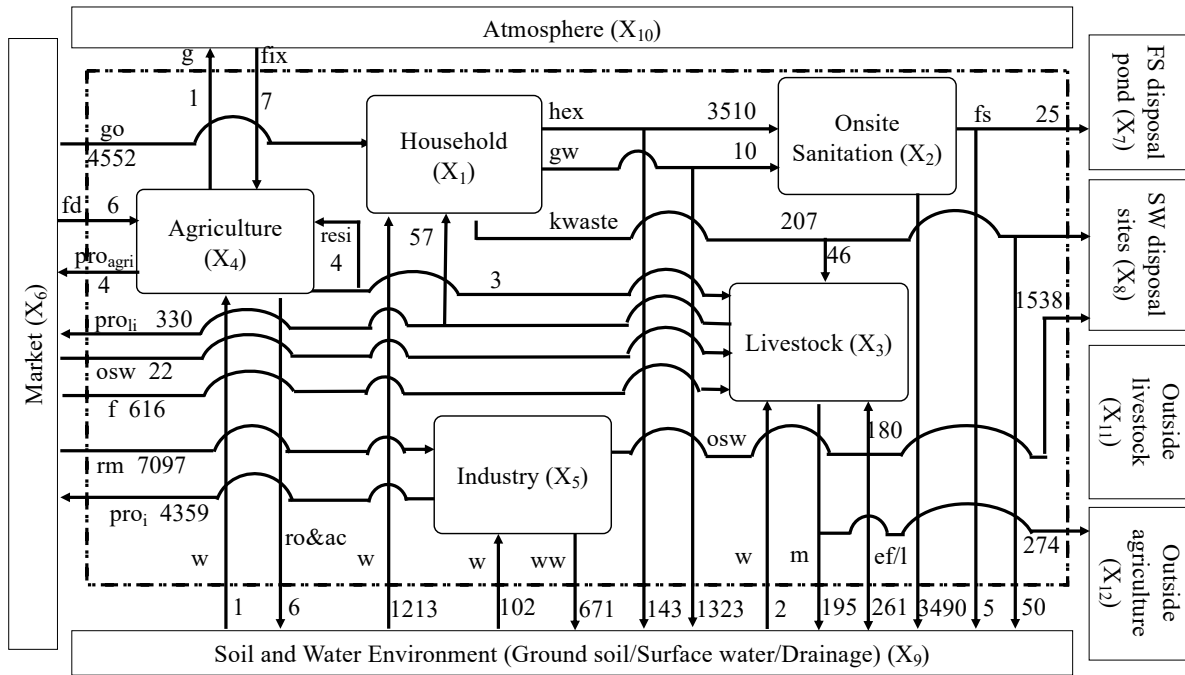 Atmosphere (X10)
g
fix
1
7
go
4552
Household
(X1)
hex
3510
gw
10
Onsite
Sanitation (X2)
fs
25
FS disposal
pond (X7)
fd 6
Agriculture
(X4)
resi
4
57
kwaste
207
46
SW disposal
sites (X8)
1538
proagri
4
3
Market (X6)
proli 330
osw 22
f 616
Livestock (X3)
Outside
livestock
(X11)
rm 7097
Industry (X5)
osw
180
proi 4359
w
ro&ac
w
w
ww
w
m
ef/l
274
Outside
agriculture
(X12)
1
6
1213
102
671
143
1323
2
195
261
3490
5
50
Soil and Water Environment (Ground soil/Surface water/Drainage) (X9)